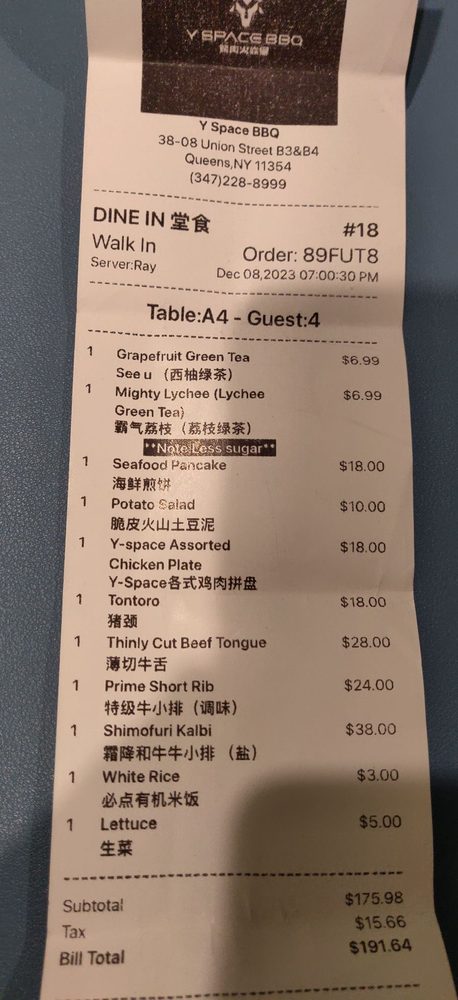 Y SPACE BBQ
Y Space BBQ
38-08 Union Street B3&B4
Queens,NY 11354
(347)228-8999
DINE IN 堂食 #18
Walk In Order: 89FUT8
Server:Ray Dec 08,2023 07:00:30 PM
Table:A4 - Guest:4
1 Grapefruit Green Tea $6.99
See u （西柚绿茶）
1 Mighty Lychee (Lychee $6.99
Green Tea)
霸气荔枝（荔枝绿茶）
**Note:Less sugar**
1 Seafood Pancake $18.00
海鲜煎饼
1 Potato Salad $10.00
脆皮火山土豆泥
1 Y-space Assorted $18.00
Chicken Plate
Y-Space各式鸡肉拼盘
1 Tontoro $18.00
猪颈
1 Thinly Cut Beef Tongue $28.00
薄切牛舌
1 Prime Short Rib $24.00
特级牛小排（调味）
1 Shimofuri Kalbi $38.00
霜降和牛牛小排 （盐）
1 White Rice $3.00
必点有机米饭
1 Lettuce $5.00
生菜
Subtotal $175.98
Tax $15.66
Bill Total $191.64